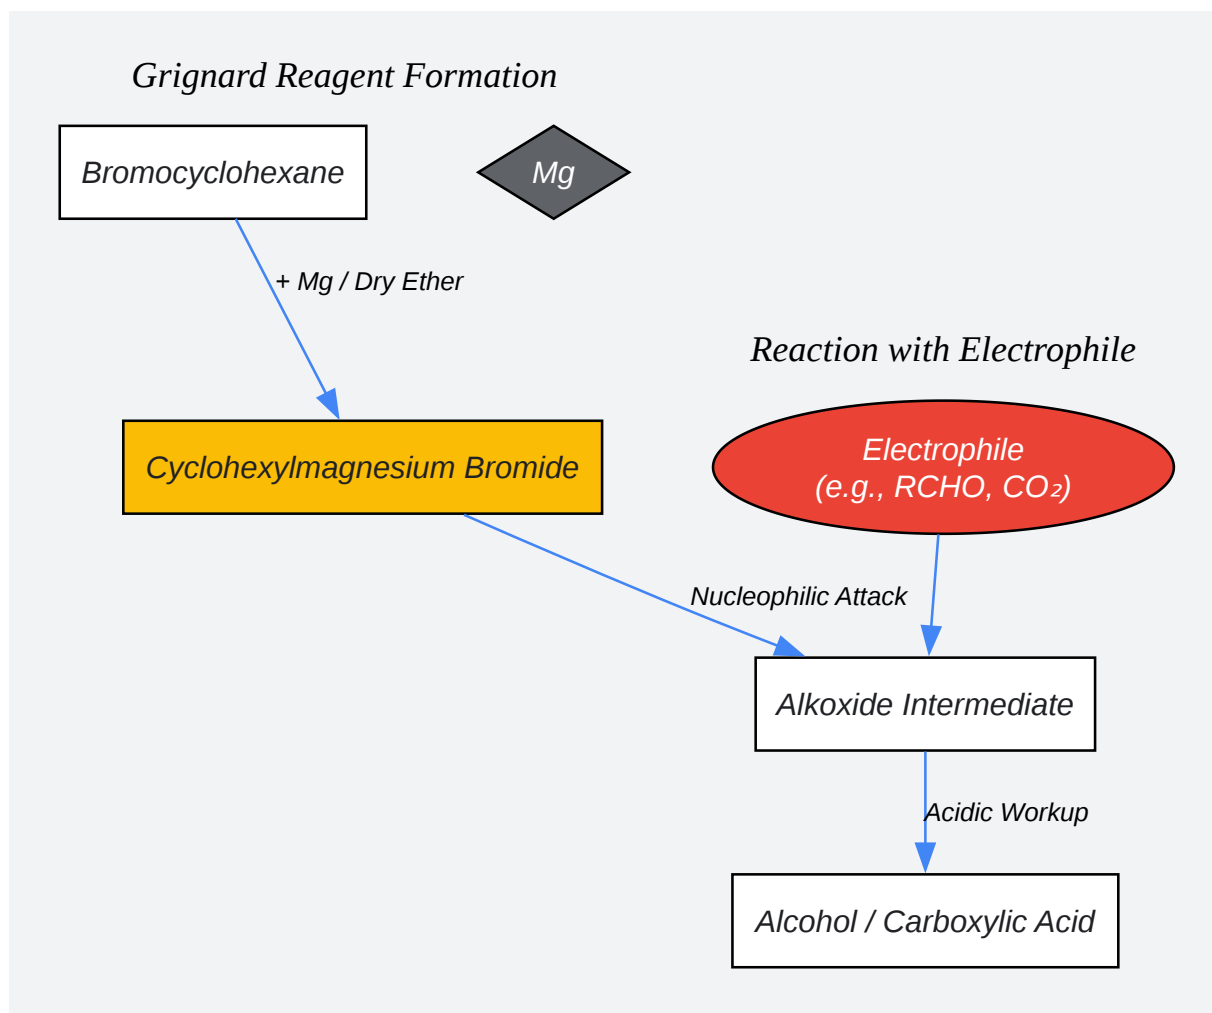 Grignard Reagent Formation
Bromocyclohexane
Mg
+ Mg / Dry Ether
Reaction with Electrophile
Cyclohexylmagnesium Bromide
Electrophile
(e.g., RCHO, CO₂)
Nucleophilic Attack
Alkoxide Intermediate
Acidic Workup
Alcohol / Carboxylic Acid